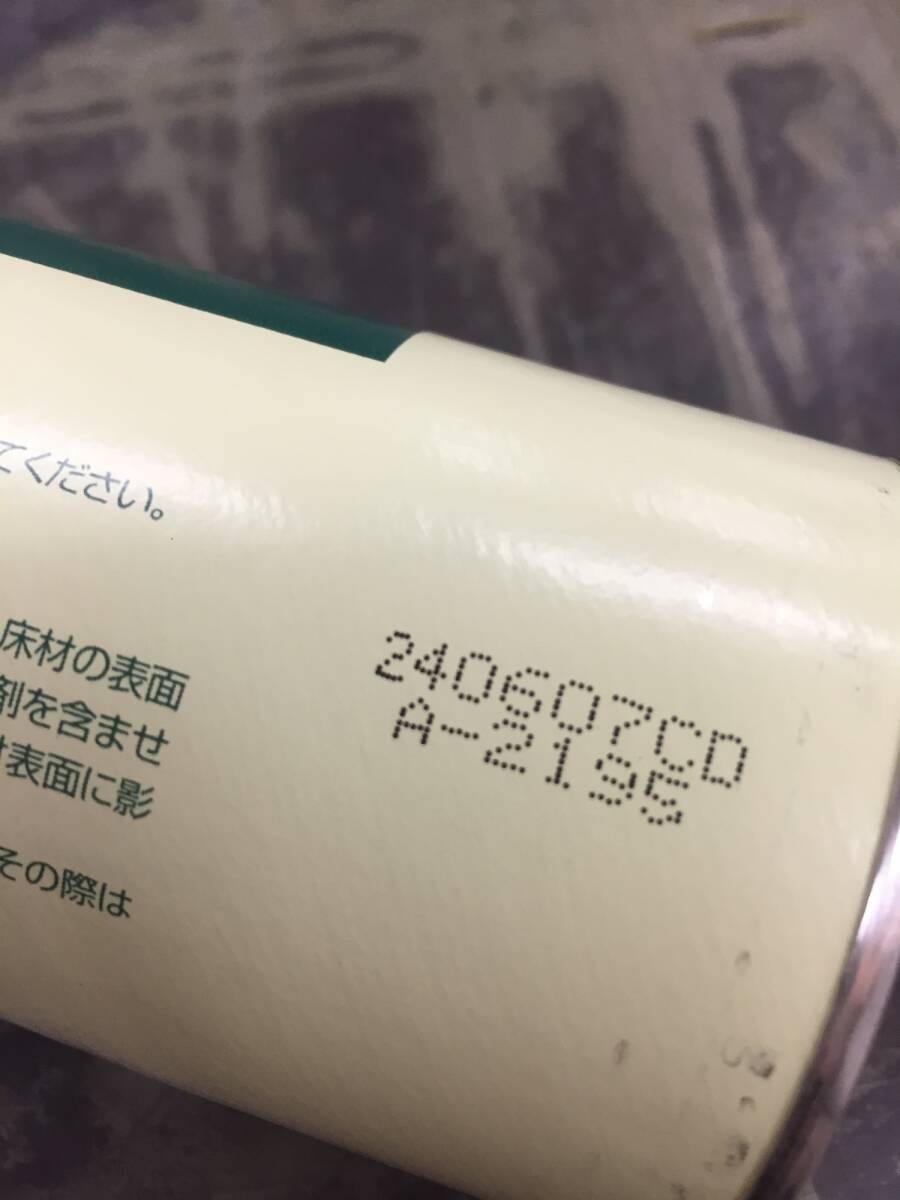 てください。
床材の表面
剤を含ませ
表面に影
その際は
240607CD
A-2195